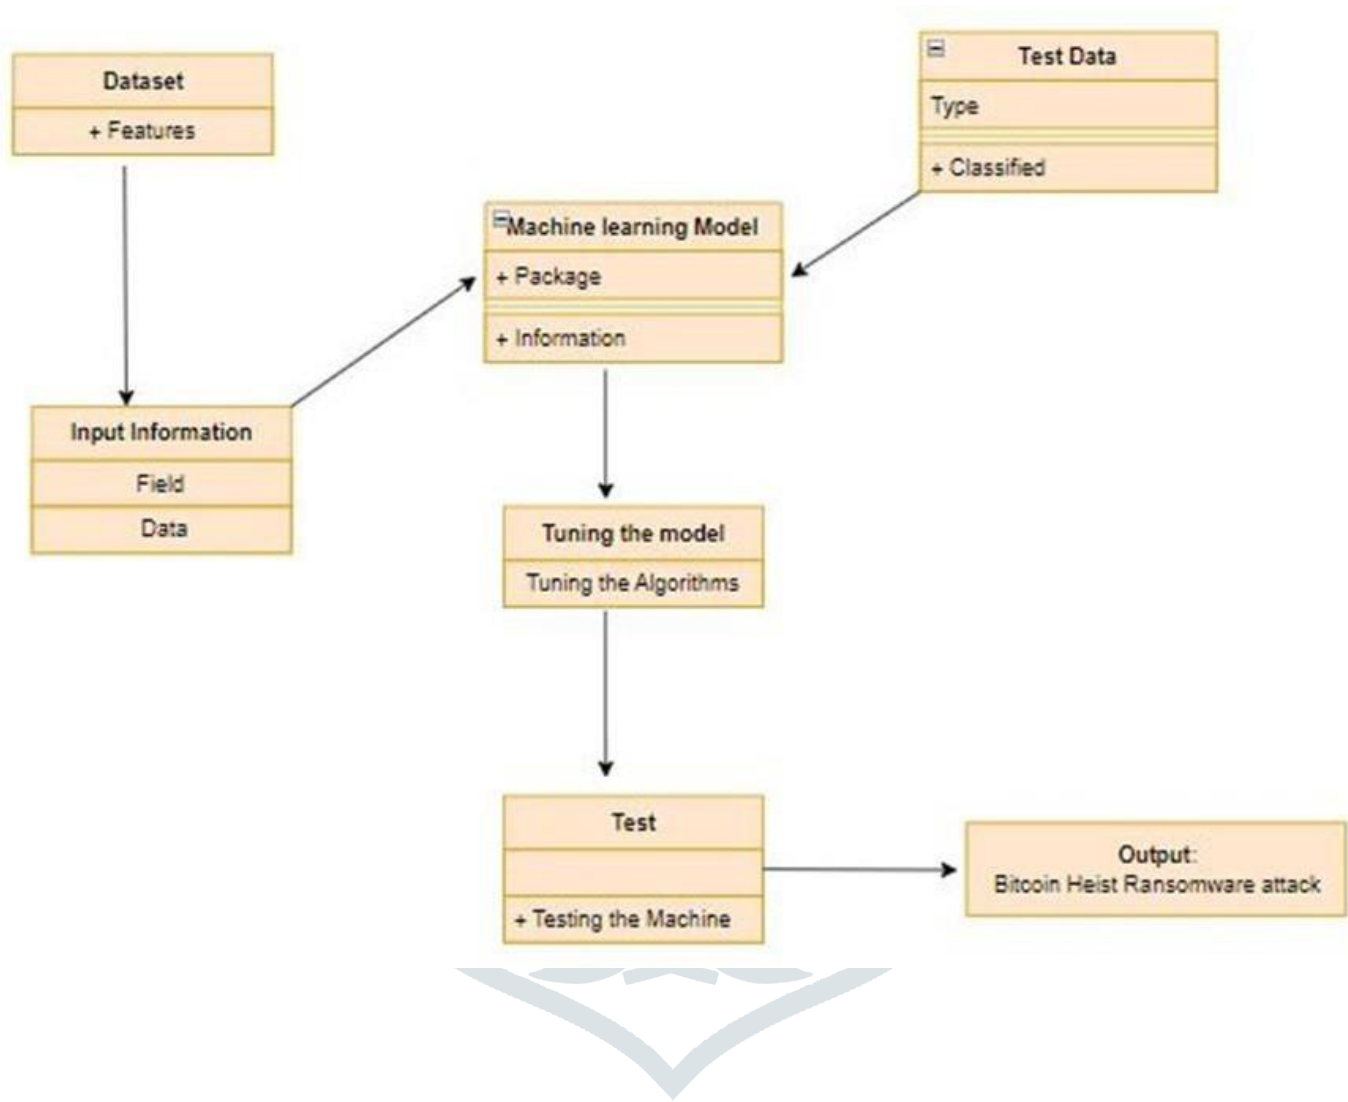 Dataset
+ Features
Test Data
Type
+ Classified
Machine learning Model
+ Package
+ Information
Input Information
Field
Data
Tuning the model
Tuning the Algorithms
Test
+ Testing the Machine
Output:
Bitcoin Heist Ransomware attack